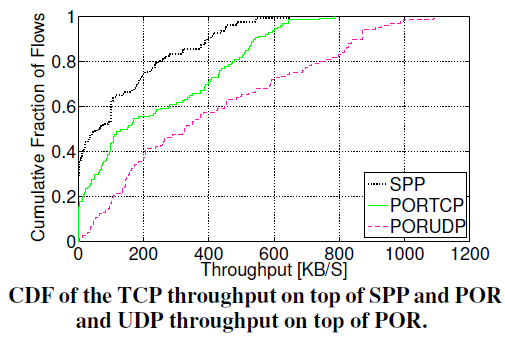 1
0.8
0.6
0.4
0.2
0
Cumulative Fraction of Flows
SPP
PORTCP
PORUDP
0 200 400 600 800 1000 1200
Throughput [KB/S]
CDF of the TCP throughput on top of SPP and POR
and UDP throughput on top of POR.